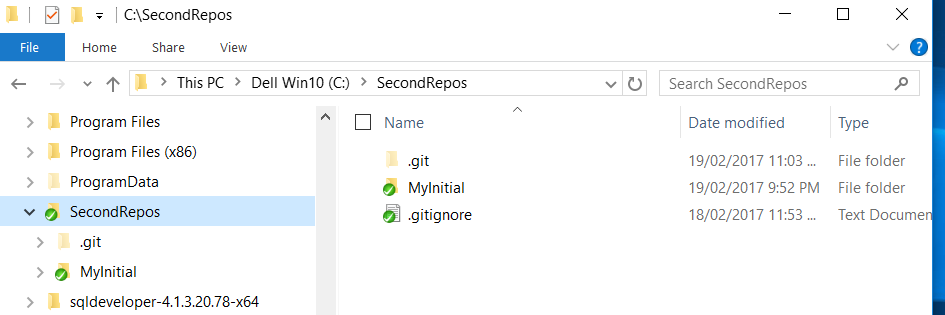 C:\SecondRepos
File Home Share View
This PC Dell Win10 (C:) SecondRepos Search SecondRepos
Name Date modified Type
Program Files
Program Files (x86)
ProgramData
SecondRepos
.git
MyInitial
sqldeveloper-4.1.3.20.78-x64
.git 19/02/2017 11:03 ... File folder
MyInitial 19/02/2017 9:52 PM File folder
.gitignore 18/02/2017 11:53 ... Text Documen